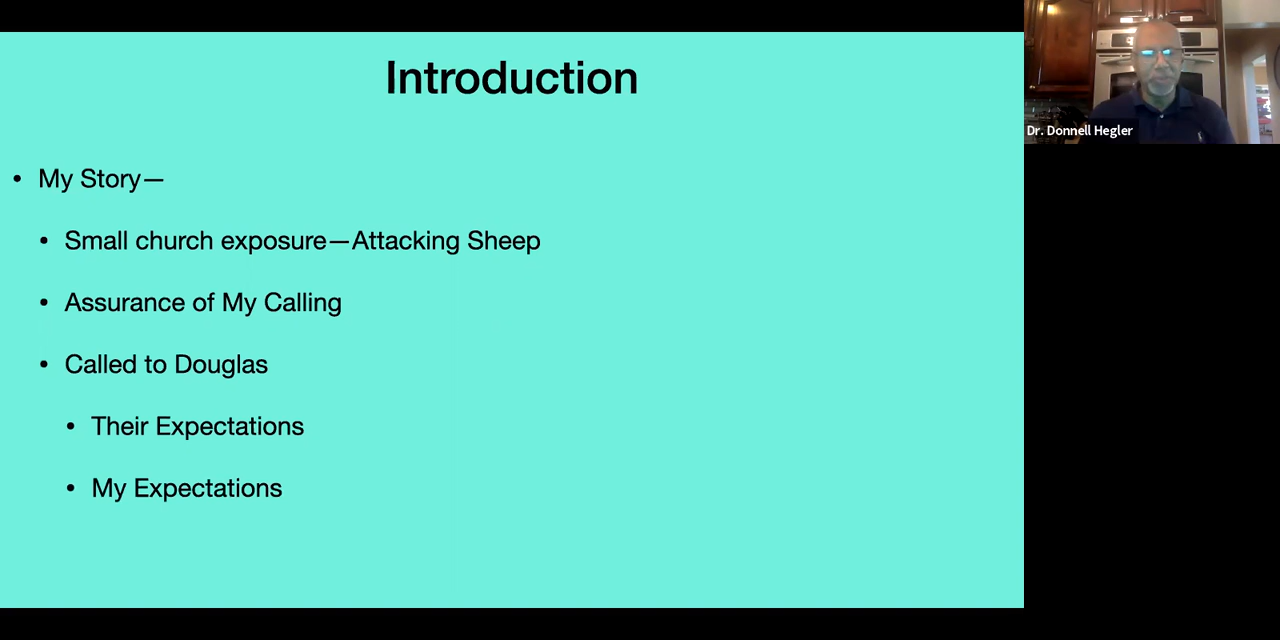 Introduction
• My Story—
• Small church exposure—Attacking Sheep
• Assurance of My Calling
• Called to Douglas
• Their Expectations
• My Expectations
Dr. Donnell Hegler